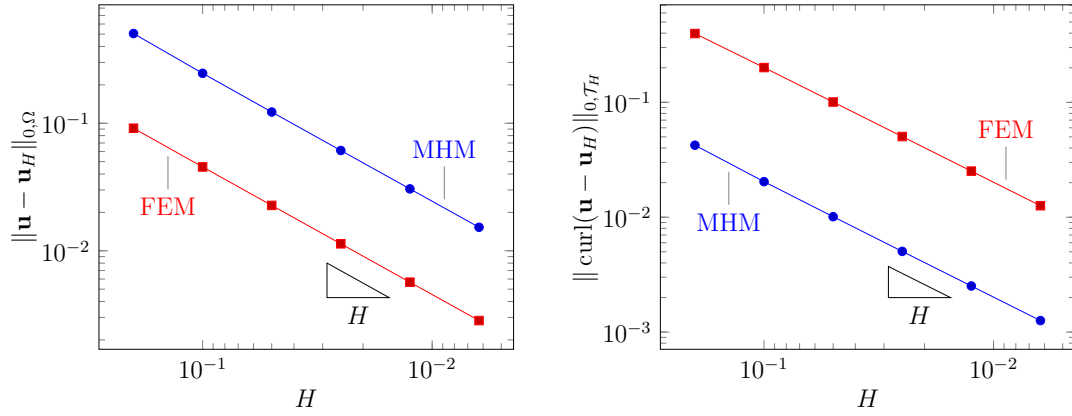 ‖u − u_H‖_{0,Ω}
10^{-1}
10^{-2}
MHM
FEM
H
10^{-1}
10^{-2}
H
‖ curl(u − u_H)‖_{0,𝒯_H}
10^{-1}
10^{-2}
10^{-3}
FEM
MHM
H
10^{-1}
10^{-2}
H